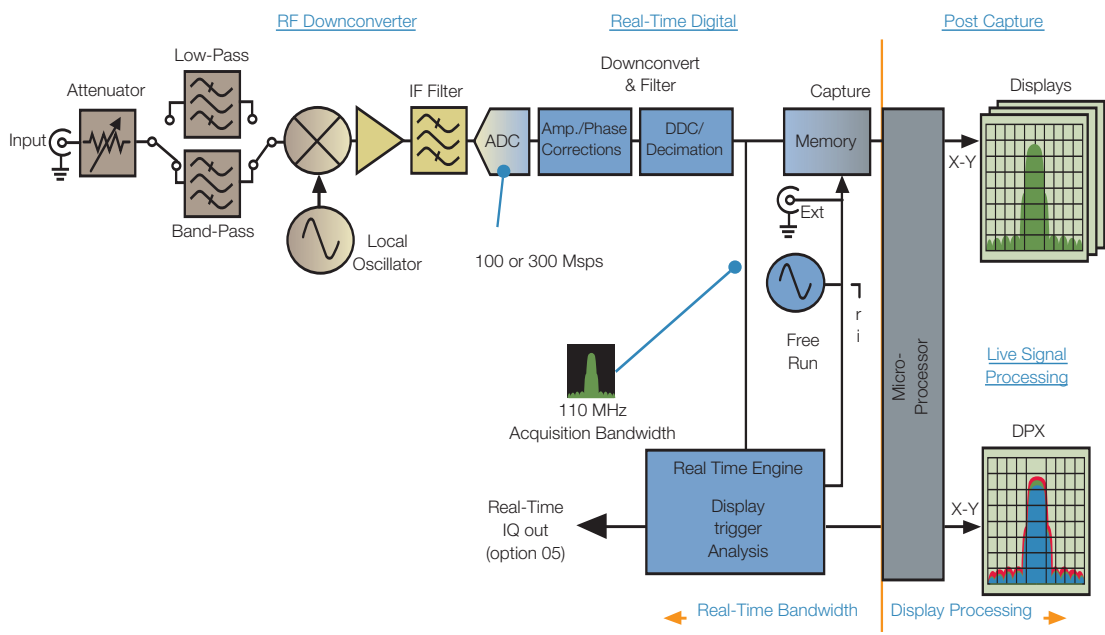 RF Downconverter
Real-Time Digital
Post Capture
Low-Pass
Downconvert
& Filter
Attenuator
IF Filter
Capture
Displays
Input
ADC
Amp./Phase
Corrections
DDC/
Decimation
Memory
X-Y
Band-Pass
Ext
Local
Oscillator
100 or 300 Msps
r
i
Free
Run
Micro-
Processor
Live Signal
Processing
110 MHz
Acquisition Bandwidth
DPX
Real Time Engine
Display
trigger
Analysis
Real-Time
IQ out
(option 05)
X-Y
Real-Time Bandwidth
Display Processing